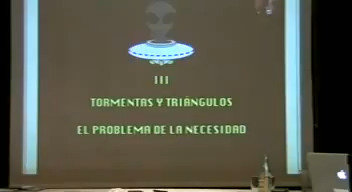 III
TORMENTAS Y TRIÁNGULOS
EL PROBLEMA DE LA NECESIDAD